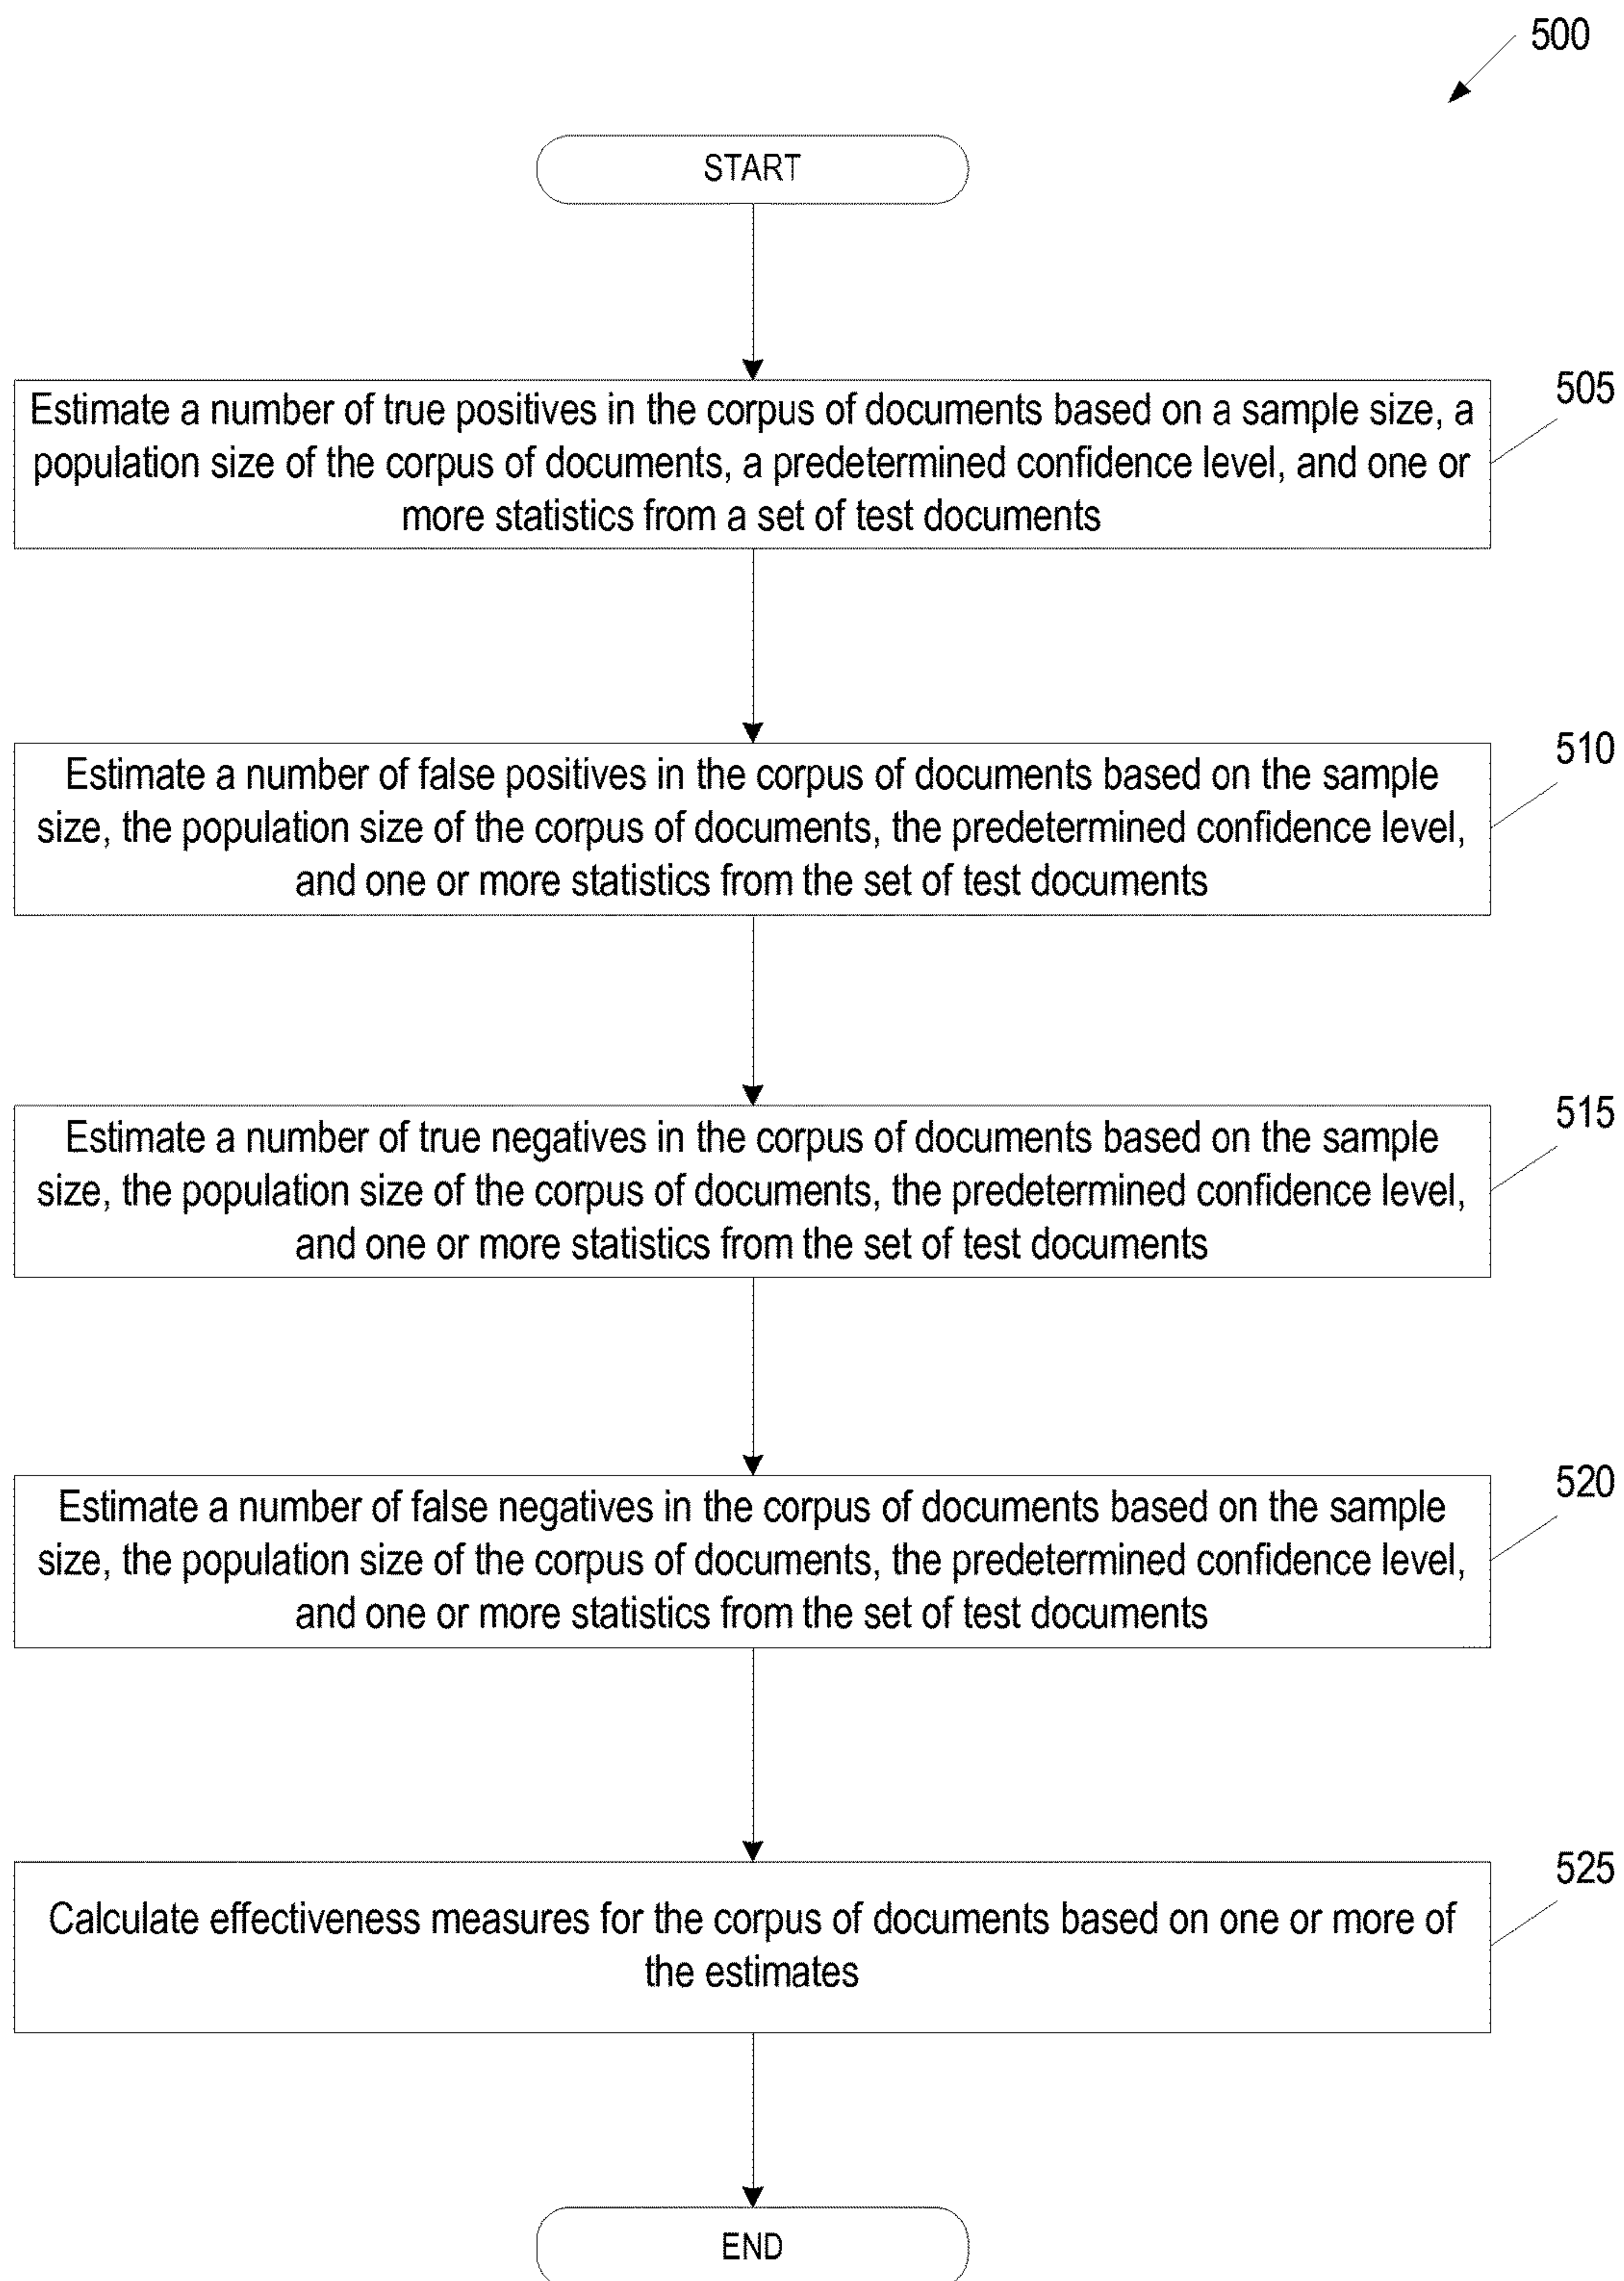 500
START
505
Estimate a number of true positives in the corpus of documents based on a sample size, a
population size of the corpus of documents, a predetermined confidence level, and one or
more statistics from a set of test documents
510
Estimate a number of false positives in the corpus of documents based on the sample
size, the population size of the corpus of documents, the predetermined confidence level,
and one or more statistics from the set of test documents
515
Estimate a number of true negatives in the corpus of documents based on the sample
size, the population size of the corpus of documents, the predetermined confidence level,
and one or more statistics from the set of test documents
520
Estimate a number of false negatives in the corpus of documents based on the sample
size, the population size of the corpus of documents, the predetermined confidence level,
and one or more statistics from the set of test documents
525
Calculate effectiveness measures for the corpus of documents based on one or more of
the estimates
END